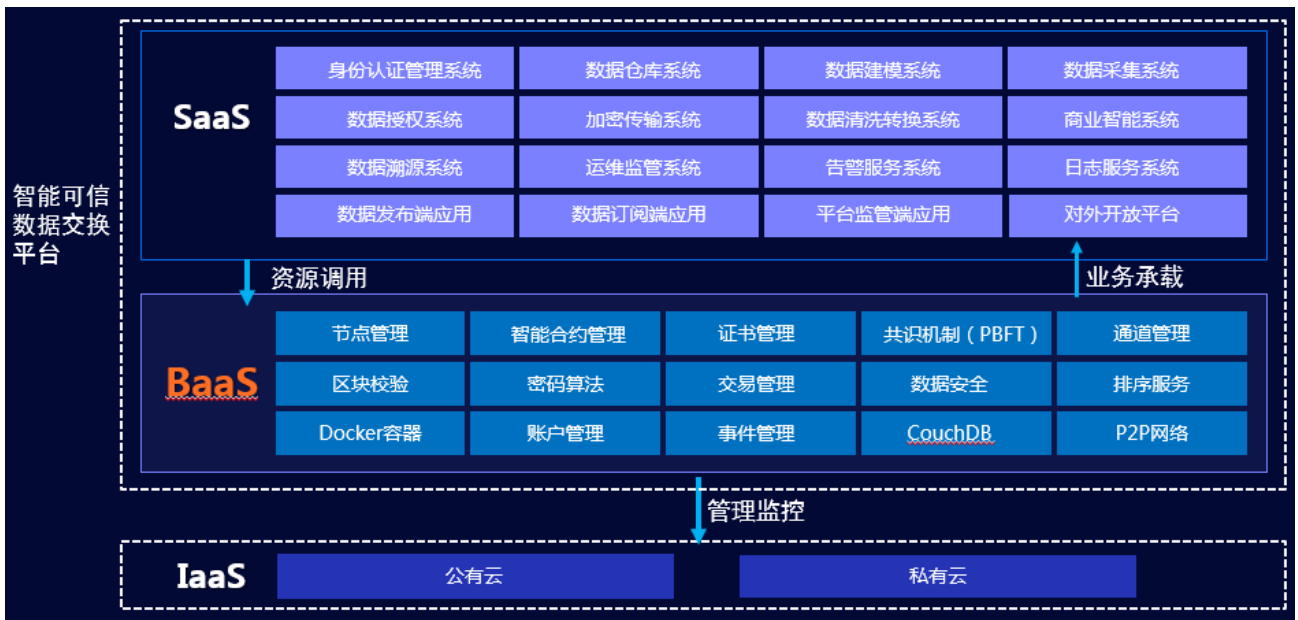 身份认证管理系统 数据仓库系统 数据建模系统 数据采集系统
SaaS
数据授权系统 加密传输系统 数据清洗转换系统 商业智能系统
数据溯源系统 运维监管系统 告警服务系统 日志服务系统
数据发布端应用 数据订阅端应用 平台监管端应用 对外开放平台
智能可信
数据交换
平台
资源调用
业务承载
节点管理 智能合约管理 证书管理 共识机制（PBFT） 通道管理
BaaS
区块校验 密码算法 交易管理 数据安全 排序服务
Docker容器 账户管理 事件管理 CouchDB P2P网络
管理监控
IaaS
公有云 私有云